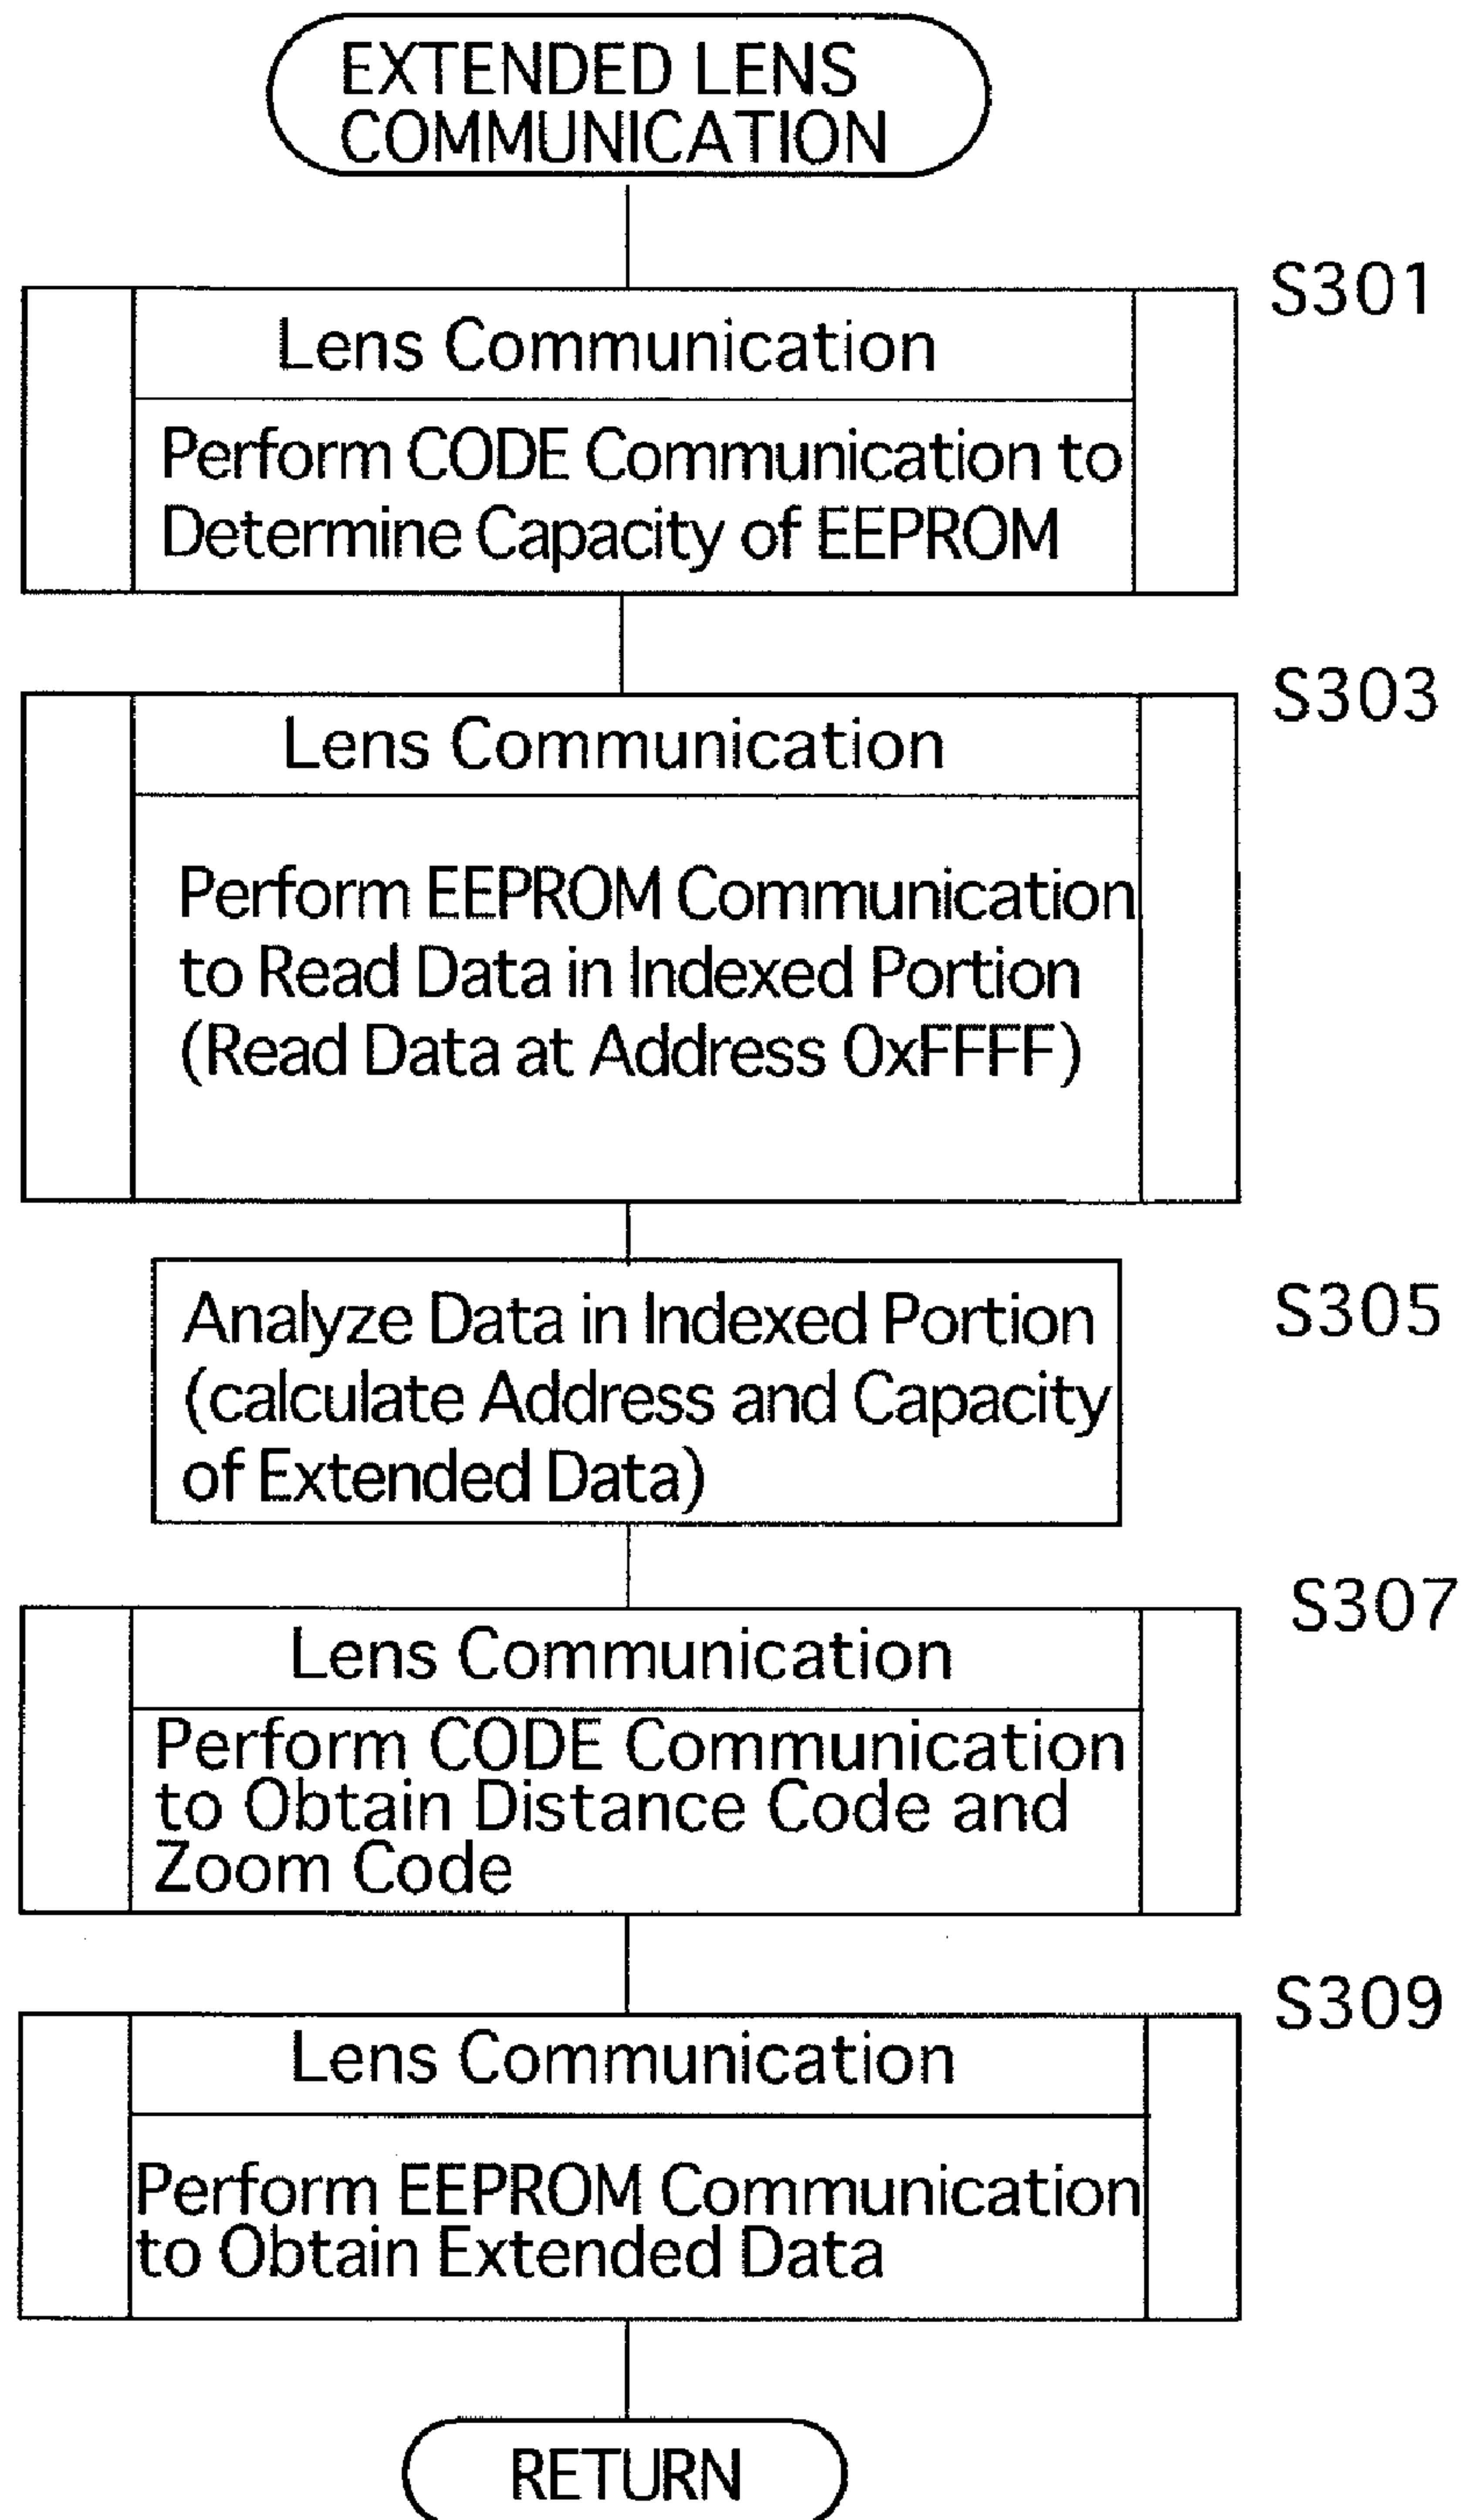 EXTENDED LENS
COMMUNICATION
S301
Lens Communication
Perform CODE Communication to
Determine Capacity of EEPROM
S303
Lens Communication
Perform EEPROM Communication
to Read Data in Indexed Portion
(Read Data at Address 0xFFFF)
S305
Analyze Data in Indexed Portion
(calculate Address and Capacity
of Extended Data)
S307
Lens Communication
Perform CODE Communication
to Obtain Distance Code and
Zoom Code
S309
Lens Communication
Perform EEPROM Communication
to Obtain Extended Data
RETURN